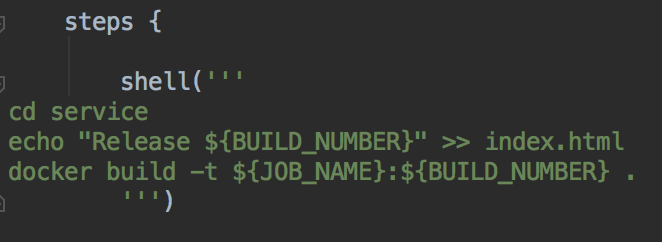 steps {
shell('''
cd service
echo "Release ${BUILD_NUMBER}" >> index.html
docker build -t ${JOB_NAME}:${BUILD_NUMBER} .
''')